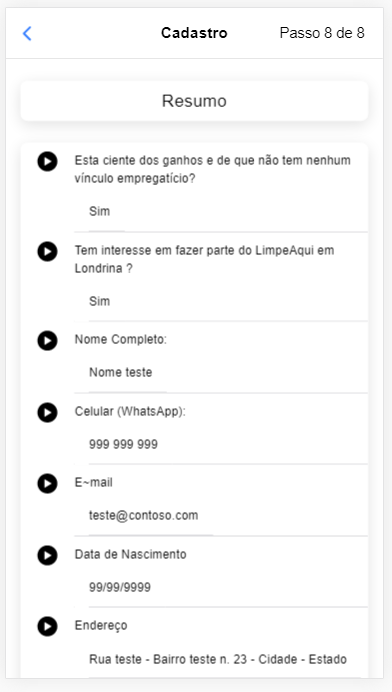 Cadastro Passo 8 de 8
Resumo
Esta ciente dos ganhos e de que não tem nenhum
vínculo empregatício?
Sim
Tem interesse em fazer parte do LimpeAqui em
Londrina ?
Sim
Nome Completo:
Nome teste
Celular (WhatsApp):
999 999 999
E~mail
teste@contoso.com
Data de Nascimento
99/99/9999
Endereço
Rua teste - Bairro teste n. 23 - Cidade - Estado